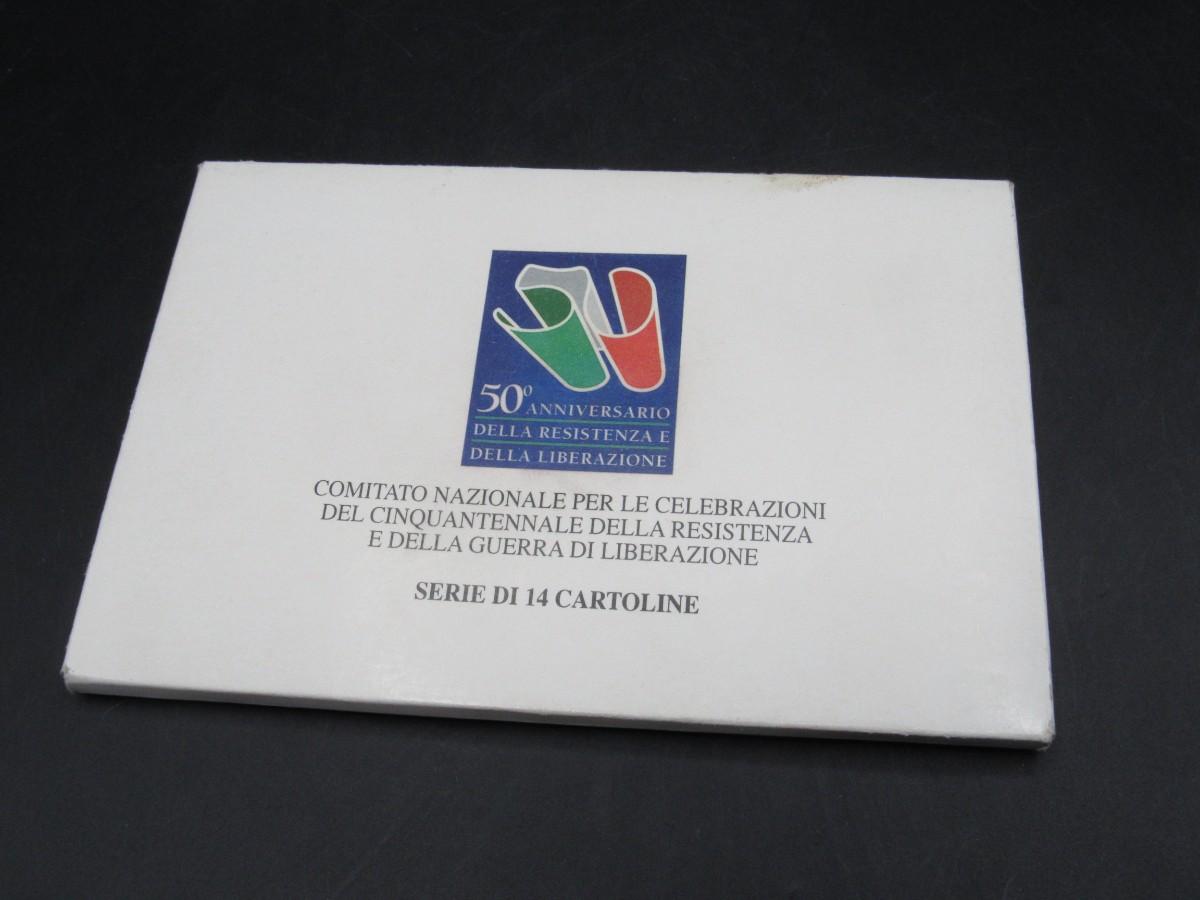 50º ANNIVERSARIO
DELLA RESISTENZA E
DELLA LIBERAZIONE
COMITATO NAZIONALE PER LE CELEBRAZIONI
DEL CINQUANTENNALE DELLA RESISTENZA
E DELLA GUERRA DI LIBERAZIONE
SERIE DI 14 CARTOLINE